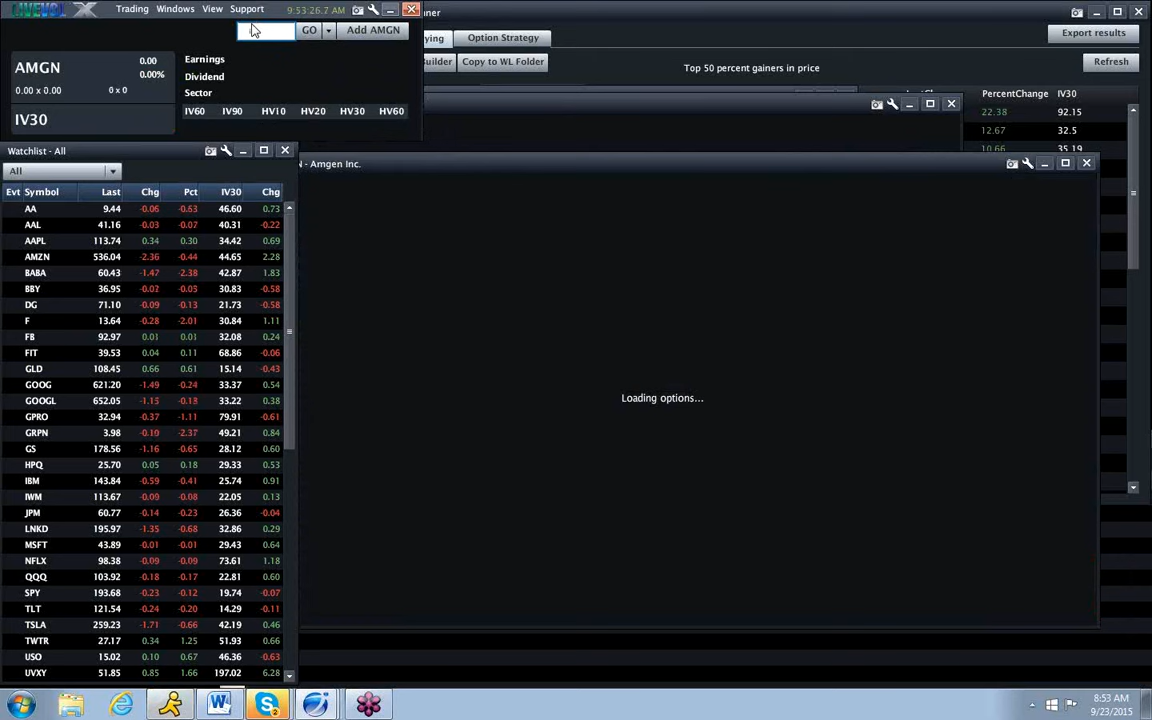 LIVEVOL X Trading Windows View Support 9:53:26.7 AM
GO Add AMGN
AMGN 0.00
0.00%
0.00 x 0.00 0 x 0
IV30
Earnings
Dividend
Sector
IV60 IV90 HV10 HV20 HV30 HV60
Option Strategy
Copy to WL Folder
Top 50 percent gainers in price
Export results
Refresh
PercentChange IV30
22.38 92.15
12.67 32.5
10.66 35.19
- Amgen Inc.
Loading options...
Watchlist - All
All
Evt Symbol Last Chg Pct IV30 Chg
AA 9.44 -0.06 -0.63 46.60 0.73
AAL 41.16 -0.03 -0.07 40.31 -0.22
AAPL 113.74 0.34 0.30 34.42 0.69
AMZN 536.04 -2.36 -0.44 44.65 2.28
BABA 60.43 -1.47 -2.38 42.87 1.83
BBY 36.95 -0.02 -0.05 30.83 -0.58
DG 71.10 -0.09 -0.13 21.73 -0.58
F 13.64 -0.28 -2.01 30.84 1.11
FB 92.97 0.01 0.01 32.08 0.24
FIT 39.53 0.04 0.11 68.86 -0.06
GLD 108.45 0.66 0.61 15.14 -0.43
GOOG 621.20 -1.49 -0.24 33.37 0.54
GOOGL 652.05 -1.15 -0.18 33.22 0.38
GPRO 32.94 -0.37 -1.11 79.91 -0.61
GRPN 3.98 -0.10 -2.37 49.21 0.84
GS 178.56 -1.16 -0.65 28.12 0.60
HPQ 25.70 0.05 0.18 29.33 0.53
IBM 143.84 -0.59 -0.41 25.74 0.91
IWM 113.67 -0.09 -0.08 22.05 0.13
JPM 60.77 -0.14 -0.23 26.36 -0.04
LNKD 195.97 -1.35 -0.68 32.86 0.29
MSFT 43.89 -0.01 -0.01 29.43 0.64
NFLX 98.38 -0.09 -0.09 73.61 1.18
QQQ 103.92 -0.18 -0.17 22.81 0.60
SPY 193.68 -0.23 -0.12 19.74 -0.07
TLT 121.54 -0.24 -0.20 14.29 -0.11
TSLA 259.23 -1.71 -0.66 42.19 0.46
TWTR 27.17 0.34 1.25 51.93 0.66
USO 15.02 0.10 0.67 46.36 -0.63
UVXY 51.85 0.85 1.66 197.02 6.28
8:53 AM
9/23/2015